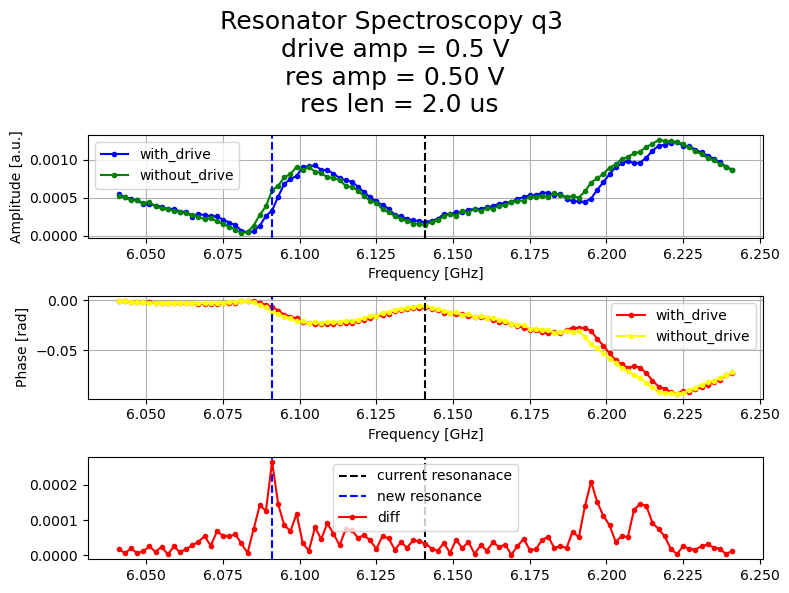 Resonator Spectroscopy q3
drive amp = 0.5 V
res amp = 0.50 V
res len = 2.0 us
Amplitude [a.u.]
0.0010
0.0005
0.0000
with_drive
without_drive
6.050 6.075 6.100 6.125 6.150 6.175 6.200 6.225 6.250
Frequency [GHz]
Phase [rad]
0.00
−0.05
with_drive
without_drive
6.050 6.075 6.100 6.125 6.150 6.175 6.200 6.225 6.250
Frequency [GHz]
0.0002
0.0001
0.0000
current resonanace
new resonance
diff
6.050 6.075 6.100 6.125 6.150 6.175 6.200 6.225 6.250